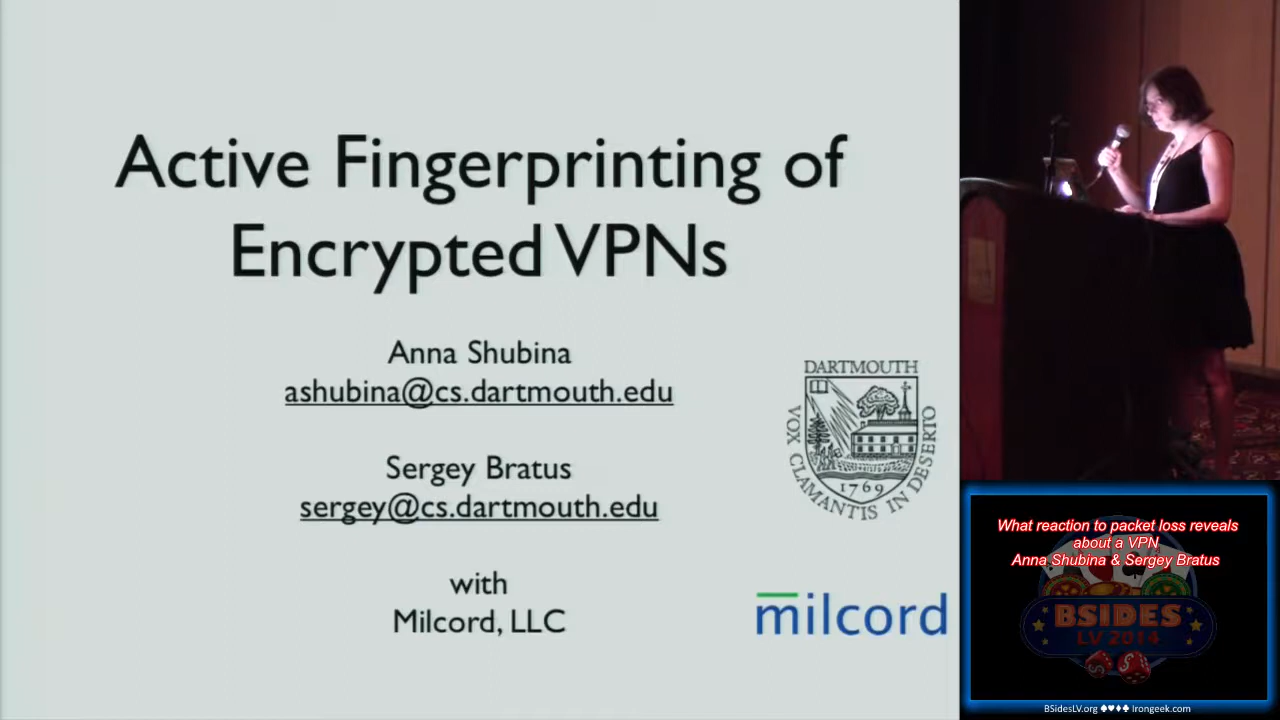 Active Fingerprinting of
Encrypted VPNs
Anna Shubina
ashubina@cs.dartmouth.edu
Sergey Bratus
sergey@cs.dartmouth.edu
with
Milcord, LLC
DARTMOUTH
VOX CLAMANTIS IN DESERTO
1769
milcord
What reaction to packet loss reveals
about a VPN
Anna Shubina & Sergey Bratus
BSIDES
LV 2014
BSidesLV.org ♠♥♦♣ Irongeek.com